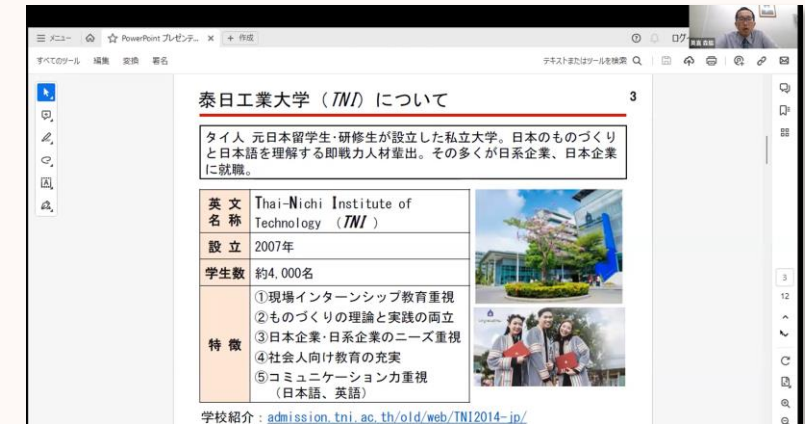 メニュー PowerPoint プレゼンテ... × + 作成
すべてのツール 編集 変換 署名 テキストまたはツールを検索
泰日工業大学（TNI）について 3
タイ人 元日本留学生・研修生が設立した私立大学。日本のものづくり
と日本語を理解する即戦力人材輩出。その多くが日系企業、日本企業
に就職。
英文名称 Thai-Nichi Institute of
Technology （TNI）
設立 2007年
学生数 約4,000名
特徴 ①現場インターンシップ教育重視
②ものづくりの理論と実践の両立
③日本企業・日系企業のニーズ重視
④社会人向け教育の充実
⑤コミュニケーション力重視
（日本語、英語）
学校紹介：admission.tni.ac.th/old/web/TNI2014-jp/
3
12